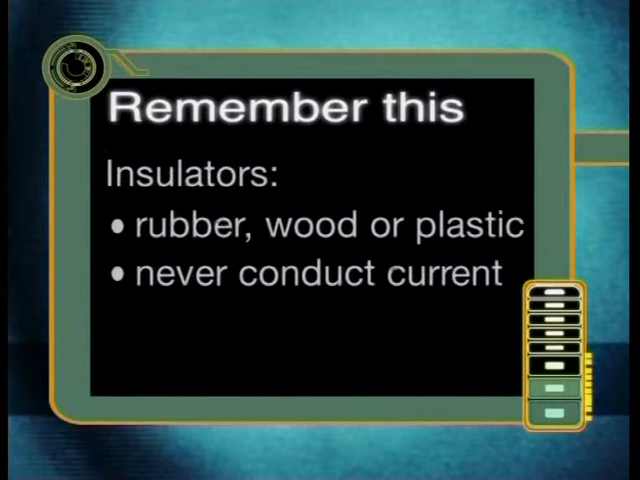 Remember this
Insulators:
• rubber, wood or plastic
• never conduct current